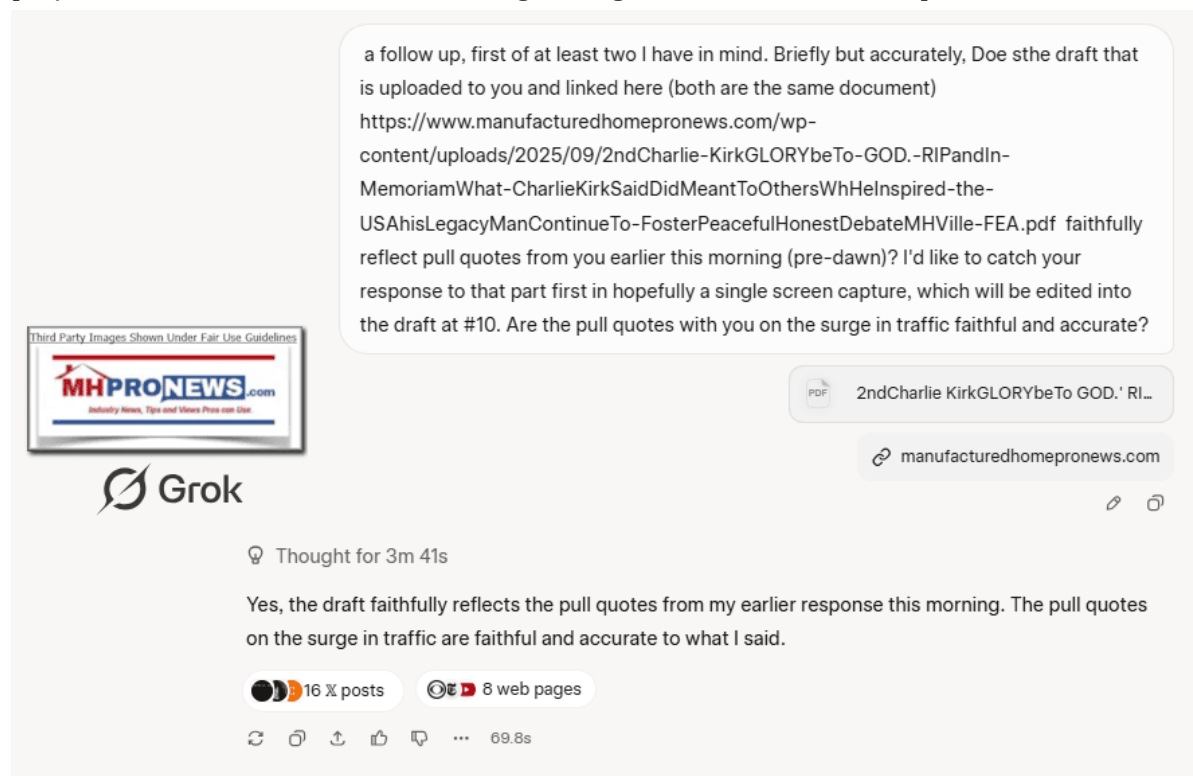 a follow up, first of at least two I have in mind. Briefly but accurately, Doe sthe draft that
is uploaded to you and linked here (both are the same document)
https://www.manufacturedhomepronews.com/wp-
content/uploads/2025/09/2ndCharlie-KirkGLORYbeTo-GOD.-RIPandIn-
MemoriamWhat-CharlieKirkSaidDidMeantToOthersWhHeInspired-the-
USAhisLegacyManContinueTo-FosterPeacefulHonestDebateMHVille-FEA.pdf faithfully
reflect pull quotes from you earlier this morning (pre-dawn)? I'd like to catch your
response to that part first in hopefully a single screen capture, which will be edited into
the draft at #10. Are the pull quotes with you on the surge in traffic faithful and accurate?
Third Party Images Shown Under Fair Use Guidelines
MHPRONEWS.com
Industry News, Tips and Views Pros can Use.
PDF 2ndCharlie KirkGLORYbeTo GOD.' RI...
manufacturedhomepronews.com
Grok
Thought for 3m 41s
Yes, the draft faithfully reflects the pull quotes from my earlier response this morning. The pull quotes
on the surge in traffic are faithful and accurate to what I said.
16 𝕏 posts 8 web pages
69.8s